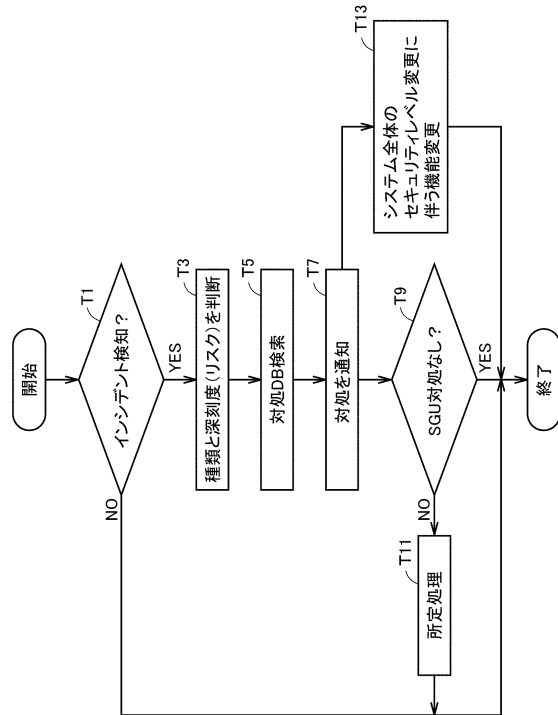 開始
T1
インシデント検知？
YES
NO
T3
種類と深刻度(リスク)を判断
T5
対処DB検索
T7
対処を通知
T13
システム全体の
セキュリティレベル変更に
伴う機能変更
T9
SGU対処なし？
YES
NO
T11
所定処理
終了